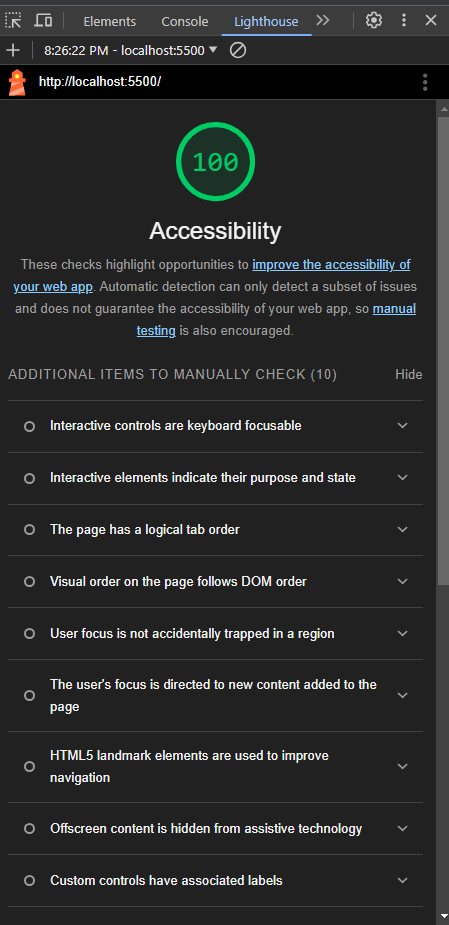 Elements Console Lighthouse
8:26:22 PM - localhost:5500
http://localhost:5500/
100
Accessibility
These checks highlight opportunities to improve the accessibility of
your web app. Automatic detection can only detect a subset of issues
and does not guarantee the accessibility of your web app, so manual
testing is also encouraged.
ADDITIONAL ITEMS TO MANUALLY CHECK (10) Hide
Interactive controls are keyboard focusable
Interactive elements indicate their purpose and state
The page has a logical tab order
Visual order on the page follows DOM order
User focus is not accidentally trapped in a region
The user's focus is directed to new content added to the
page
HTML5 landmark elements are used to improve
navigation
Offscreen content is hidden from assistive technology
Custom controls have associated labels